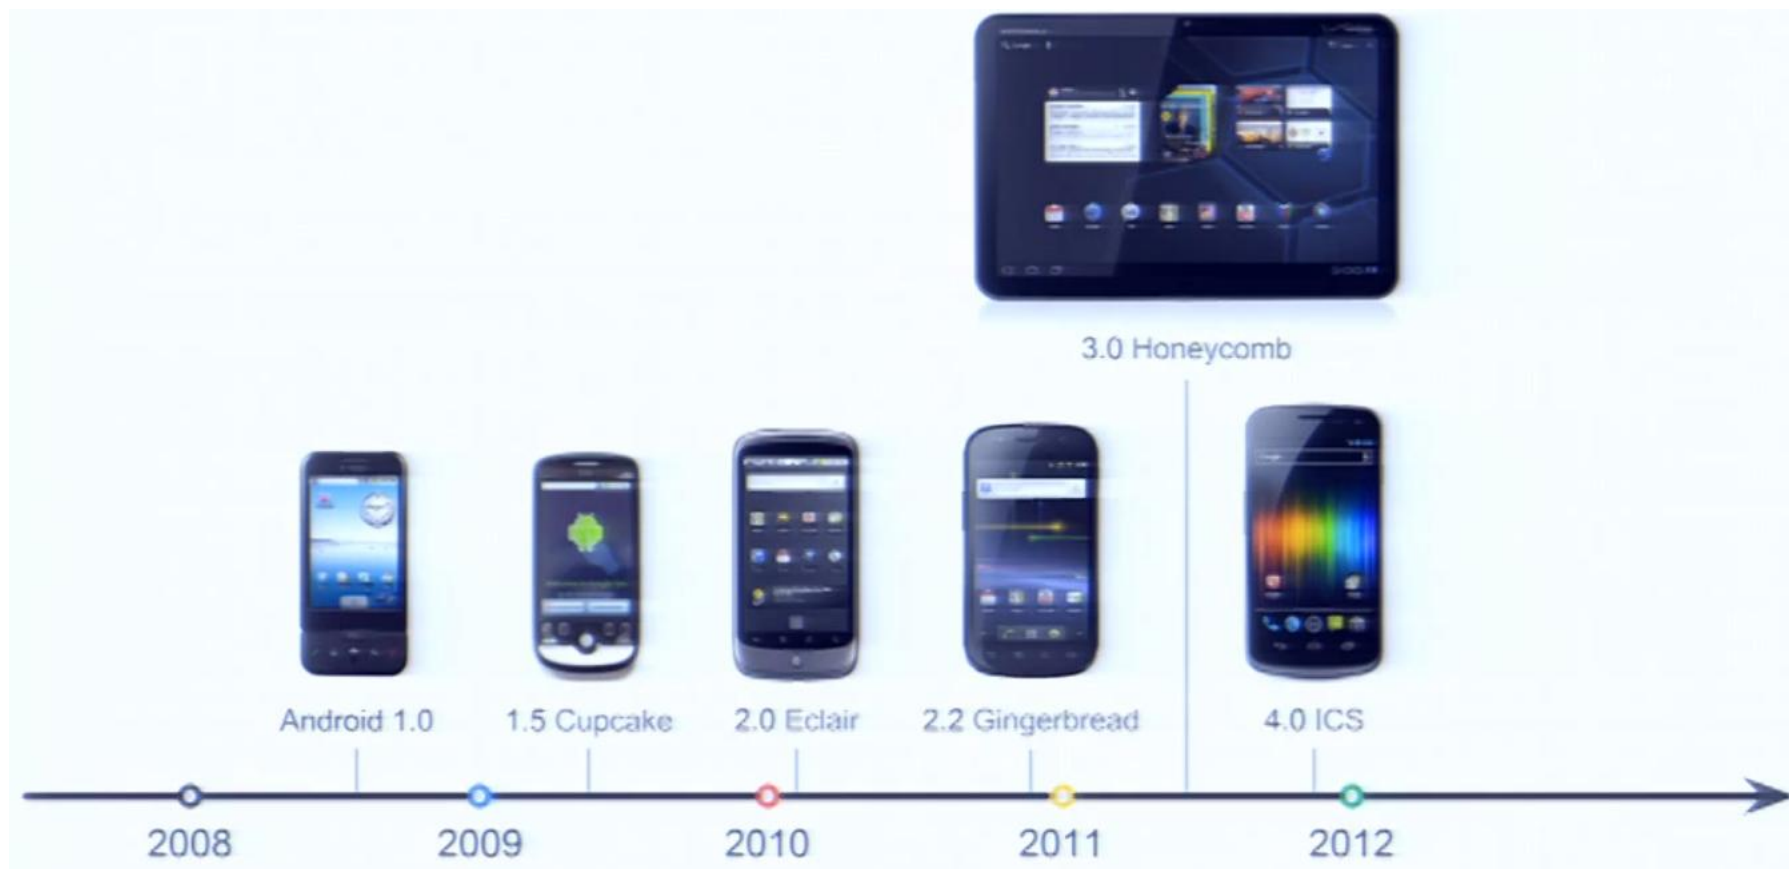 3.0 Honeycomb
Android 1.0
1.5 Cupcake
2.0 Eclair
2.2 Gingerbread
4.0 ICS
2008
2009
2010
2011
2012